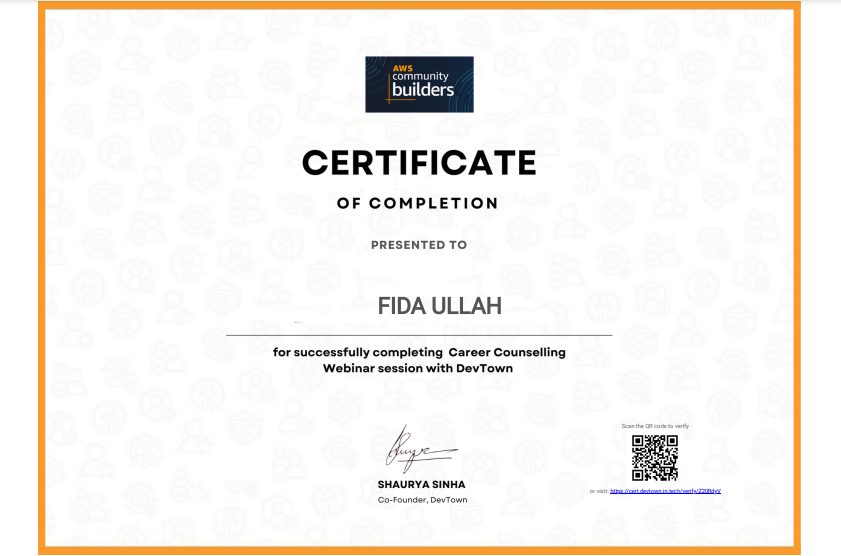 AWS
community
builders
CERTIFICATE
OF COMPLETION
PRESENTED TO
FIDA ULLAH
for successfully completing Career Counselling
Webinar session with DevTown
SHAURYA SINHA
Co-Founder, DevTown
Scan the QR code to verify
or visit: https://cert.devtown.in.tech/verify/Z20RdyV